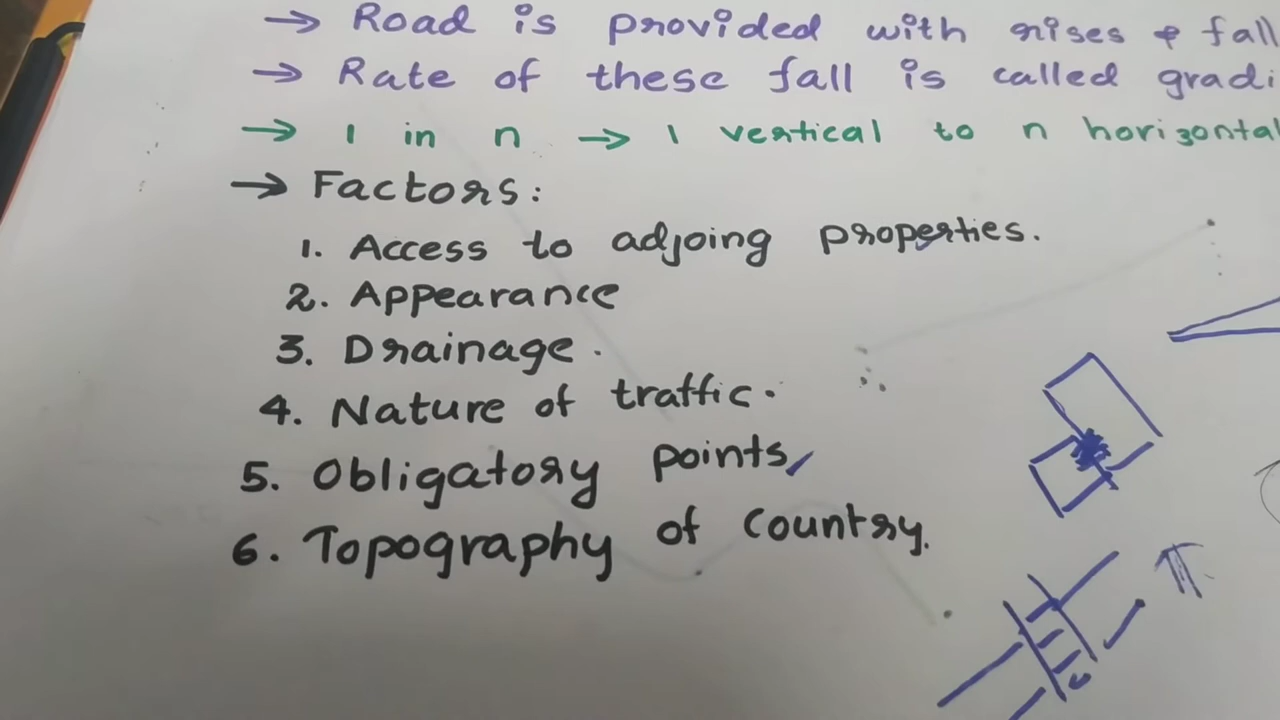 → Road is provided with rises & fall
→ Rate of these fall is called gradi
→ 1 in n → 1 vertical to n horizontal
→ Factors:
1. Access to adjoing properties.
2. Appearance
3. Drainage.
4. Nature of traffic.
5. Obligatory points
6. Topography of country.